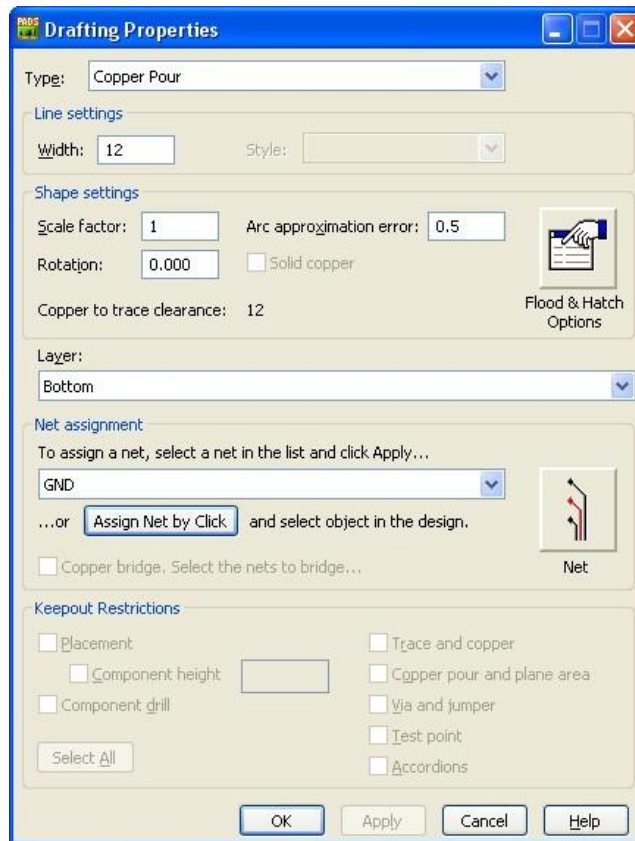 PADS
Drafting Properties
Type: Copper Pour
Line settings
Width: 12 Style:
Shape settings
Scale factor: 1 Arc approximation error: 0.5
Rotation: 0.000 Solid copper
Copper to trace clearance: 12
Flood & Hatch
Options
Layer:
Bottom
Net assignment
To assign a net, select a net in the list and click Apply...
GND
...or Assign Net by Click and select object in the design.
Copper bridge. Select the nets to bridge...
Net
Keepout Restrictions
Placement Trace and copper
Component height Copper pour and plane area
Component drill Via and jumper
Test point
Select All Accordions
OK Apply Cancel Help